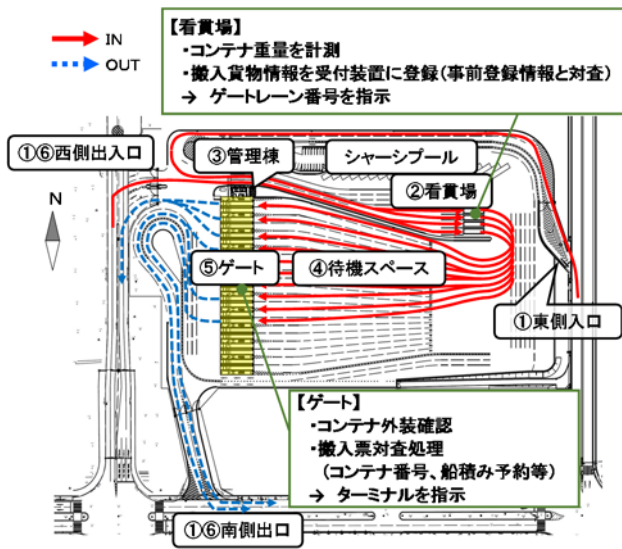 【看貫場】
・コンテナ重量を計測
・搬入貨物情報を受付装置に登録(事前登録情報と対査)
→ ゲートレーン番号を指示
IN
OUT
①⑥西側出入口
③管理棟
シャーシプール
②看貫場
N
⑤ゲート
④待機スペース
①東側入口
【ゲート】
・コンテナ外装確認
・搬入票対査処理
(コンテナ番号、船積み予約等)
→ ターミナルを指示
①⑥南側出口